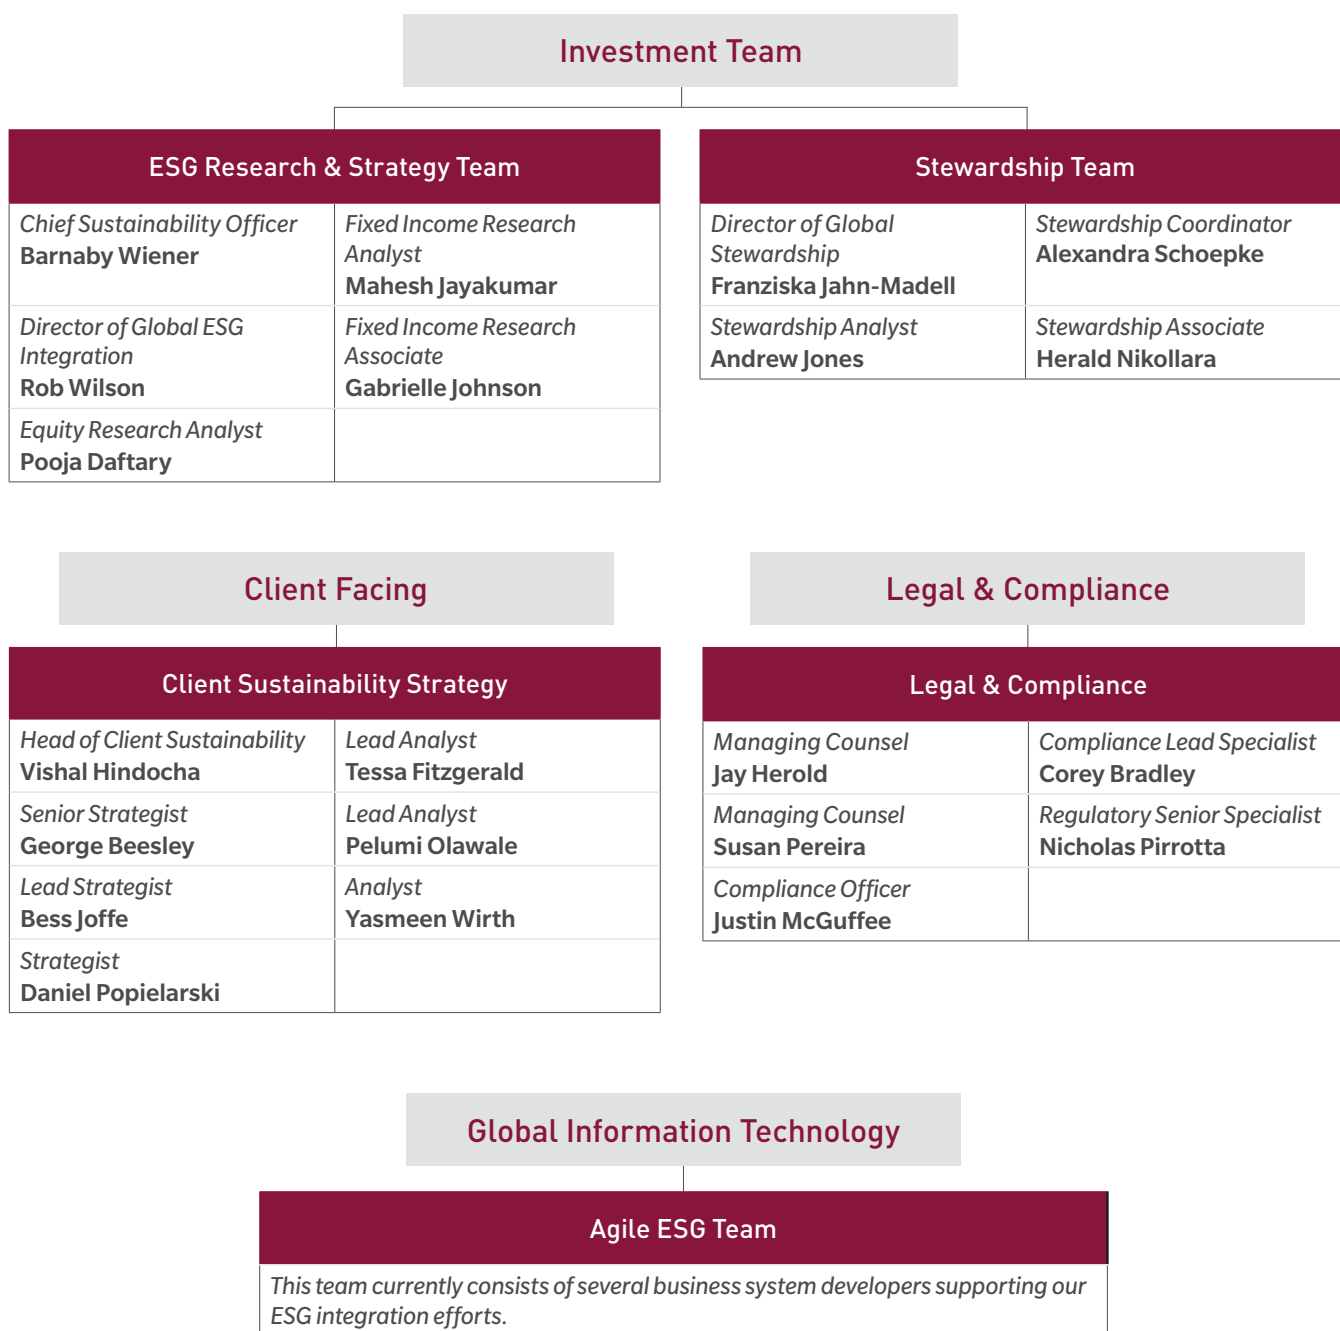 Investment Team
ESG Research & Strategy Team
Chief Sustainability Officer
Barnaby Wiener
Fixed Income Research
Analyst
Mahesh Jayakumar
Director of Global ESG
Integration
Rob Wilson
Fixed Income Research
Associate
Gabrielle Johnson
Equity Research Analyst
Pooja Daftary
Stewardship Team
Director of Global
Stewardship
Franziska Jahn-Madell
Stewardship Coordinator
Alexandra Schoepke
Stewardship Analyst
Andrew Jones
Stewardship Associate
Herald Nikollara
Client Facing
Client Sustainability Strategy
Head of Client Sustainability
Vishal Hindocha
Lead Analyst
Tessa Fitzgerald
Senior Strategist
George Beesley
Lead Analyst
Pelumi Olawale
Lead Strategist
Bess Joffe
Analyst
Yasmeen Wirth
Strategist
Daniel Popielarski
Legal & Compliance
Legal & Compliance
Managing Counsel
Jay Herold
Compliance Lead Specialist
Corey Bradley
Managing Counsel
Susan Pereira
Regulatory Senior Specialist
Nicholas Pirrotta
Compliance Officer
Justin McGuffee
Global Information Technology
Agile ESG Team
This team currently consists of several business system developers supporting our
ESG integration efforts.